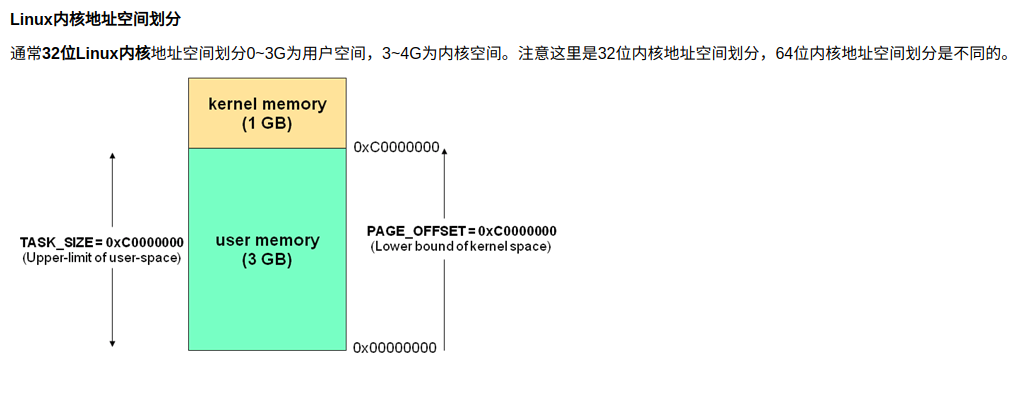 Linux内核地址空间划分
通常32位Linux内核地址空间划分0~3G为用户空间，3~4G为内核空间。注意这里是32位内核地址空间划分，64位内核地址空间划分是不同的。
kernel memory
(1 GB)
0xC0000000
TASK_SIZE = 0xC0000000
(Upper-limit of user-space)
user memory
(3 GB)
PAGE_OFFSET = 0xC0000000
(Lower bound of kernel space)
0x00000000